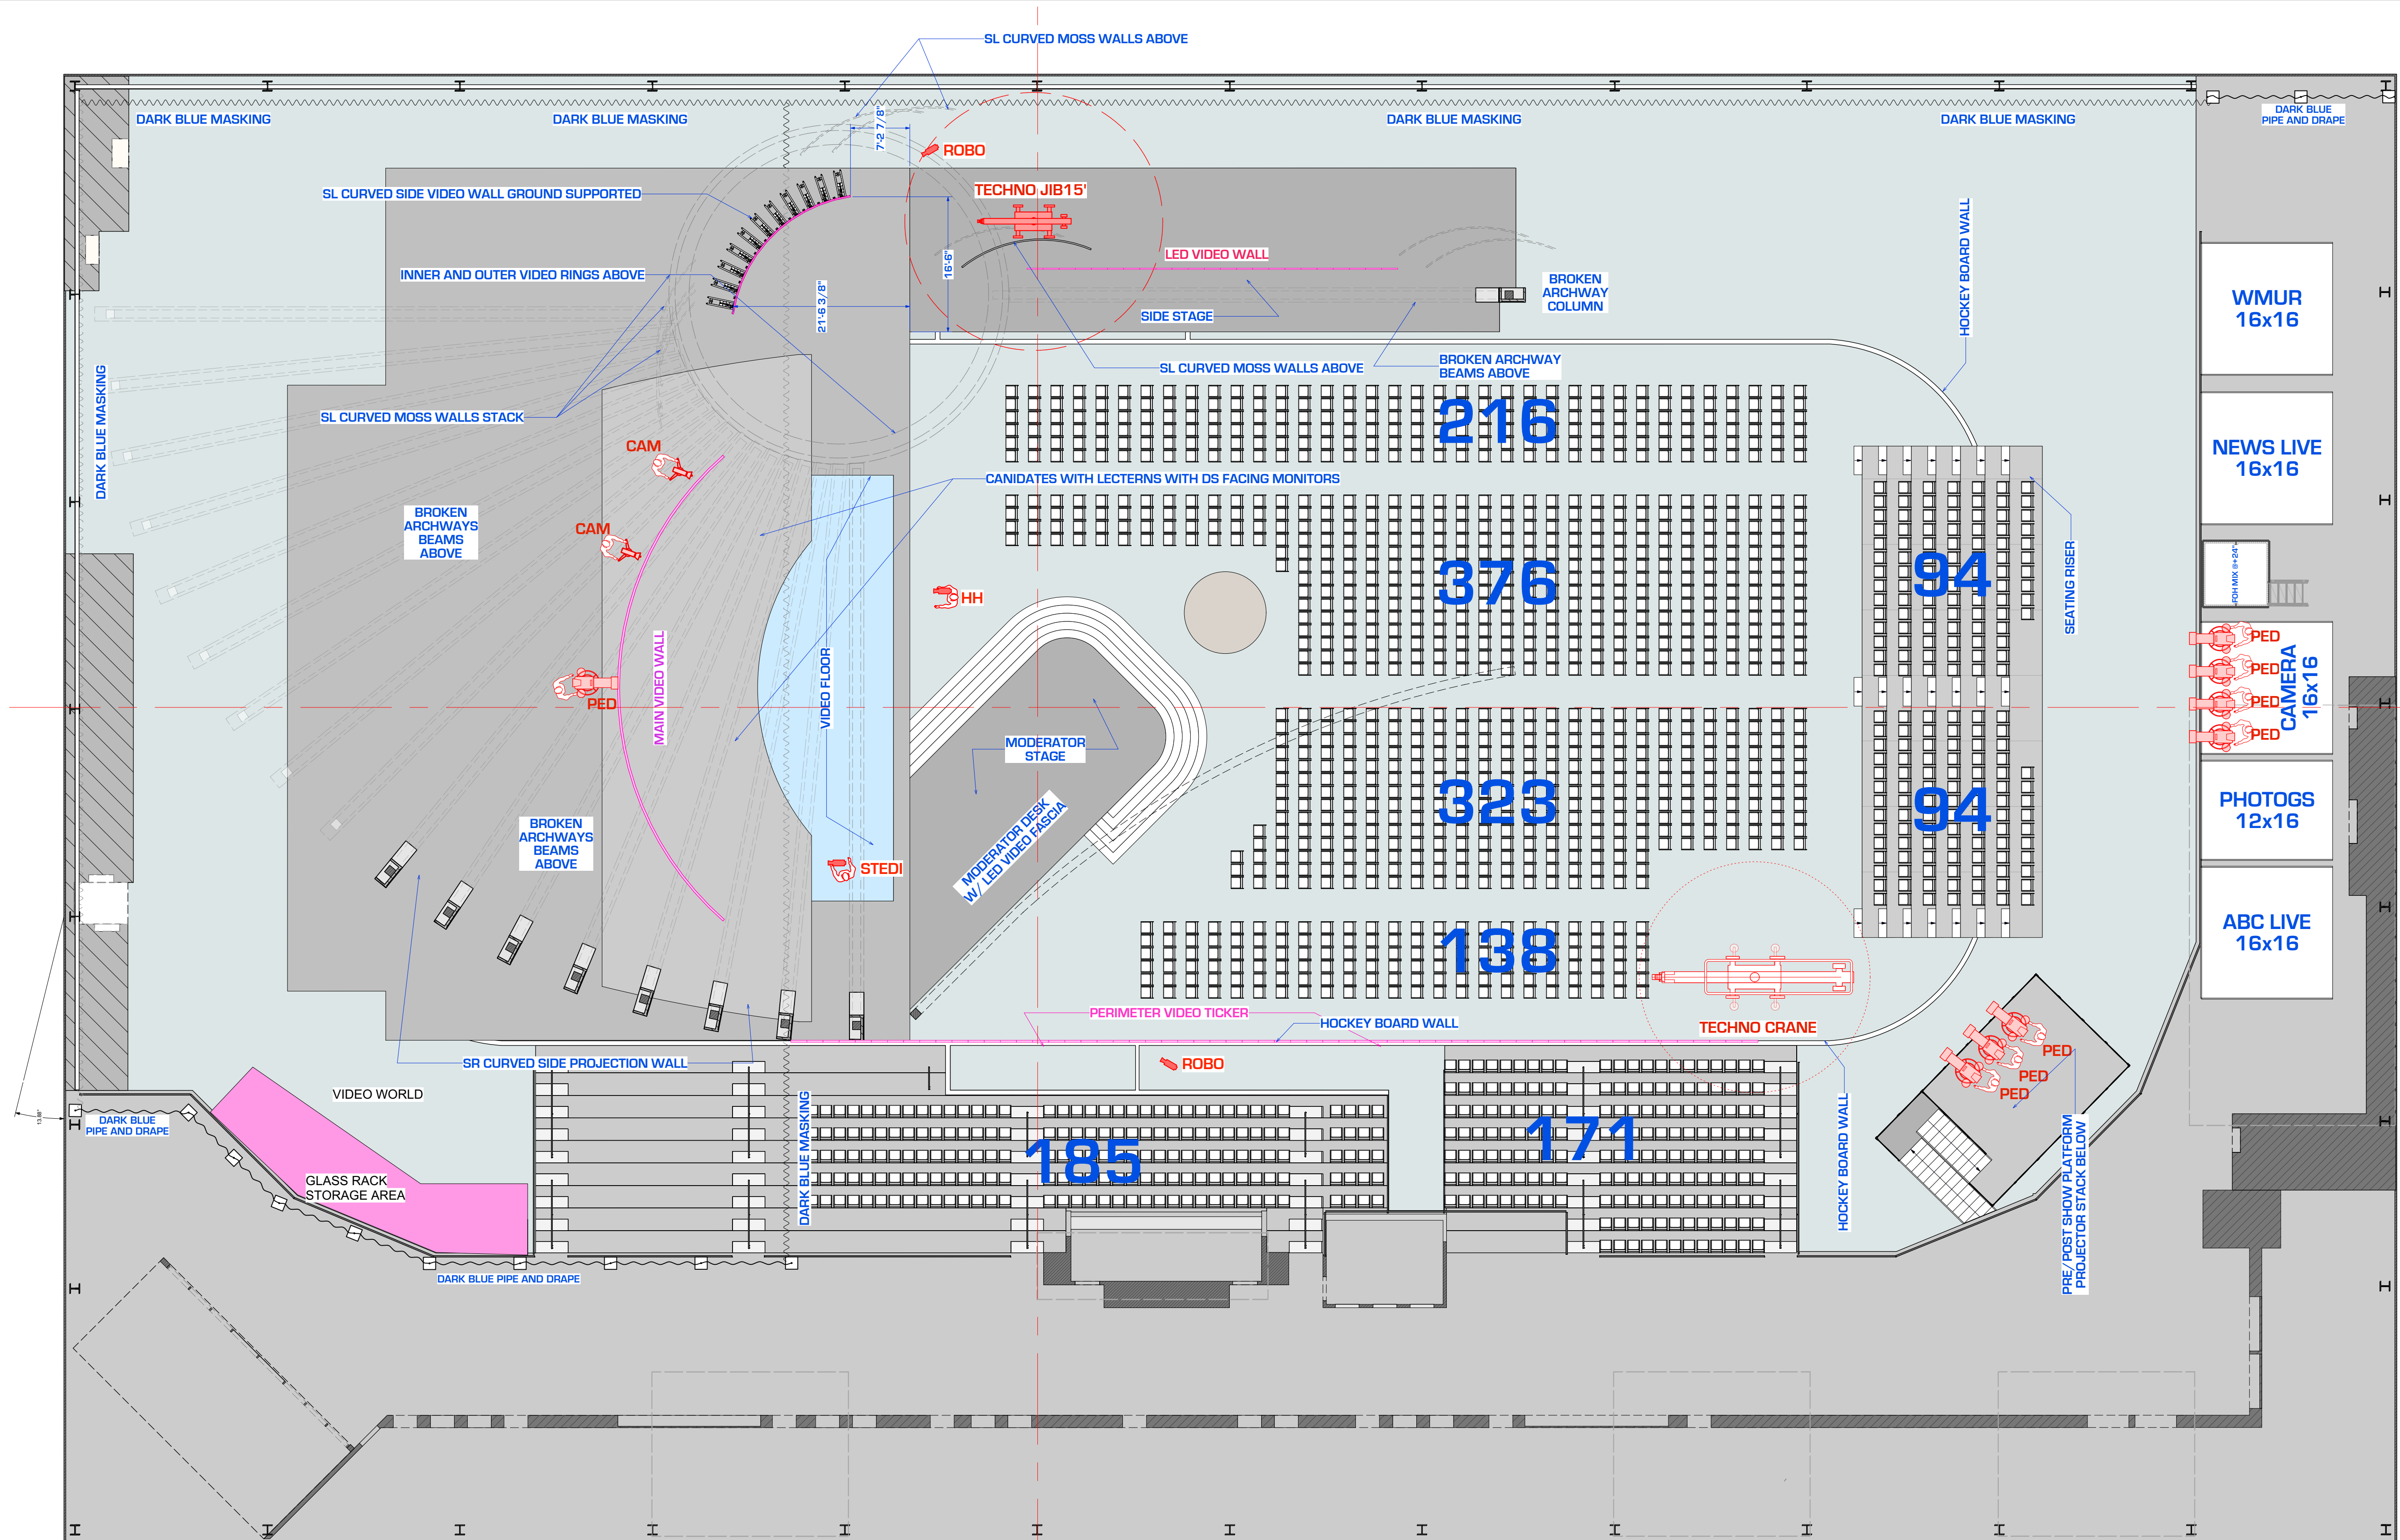 SL CURVED MOSS WALLS ABOVE
DARK BLUE MASKING
DARK BLUE MASKING
DARK BLUE MASKING
DARK BLUE MASKING
DARK BLUE
PIPE AND DRAPE
7'-2 7/8"
ROBO
TECHNO JIB15'
SL CURVED SIDE VIDEO WALL GROUND SUPPORTED
HOCKEY BOARD WALL
LED VIDEO WALL
16'-6"
INNER AND OUTER VIDEO RINGS ABOVE
BROKEN
ARCHWAY
COLUMN
21'-6 3/8"
SIDE STAGE
WMUR
16x16
SL CURVED MOSS WALLS ABOVE
BROKEN ARCHWAY
BEAMS ABOVE
DARK BLUE MASKING
SL CURVED MOSS WALLS STACK
216
CAM
NEWS LIVE
16x16
CANIDATES WITH LECTERNS WITH DS FACING MONITORS
CAM
BROKEN
ARCHWAYS
BEAMS
ABOVE
376
94
SEATING RISER
FOH MIX @+24"
HH
PED
PED
PED
PED
CAMERA
16x16
MAIN VIDEO WALL
VIDEO FLOOR
PED
MODERATOR
STAGE
323
94
PHOTOGS
12x16
MODERATOR DESK
W/ LED VIDEO FASCIA
BROKEN
ARCHWAYS
BEAMS
ABOVE
STEDI
ABC LIVE
16x16
138
PERIMETER VIDEO TICKER
HOCKEY BOARD WALL
TECHNO CRANE
PED
PED
PED
SR CURVED SIDE PROJECTION WALL
ROBO
VIDEO WORLD
DARK BLUE
PIPE AND DRAPE
DARK BLUE MASKING
185
171
HOCKEY BOARD WALL
PRE/POST SHOW PLATFORM
PROJECTOR STACK BELOW
GLASS RACK
STORAGE AREA
DARK BLUE PIPE AND DRAPE